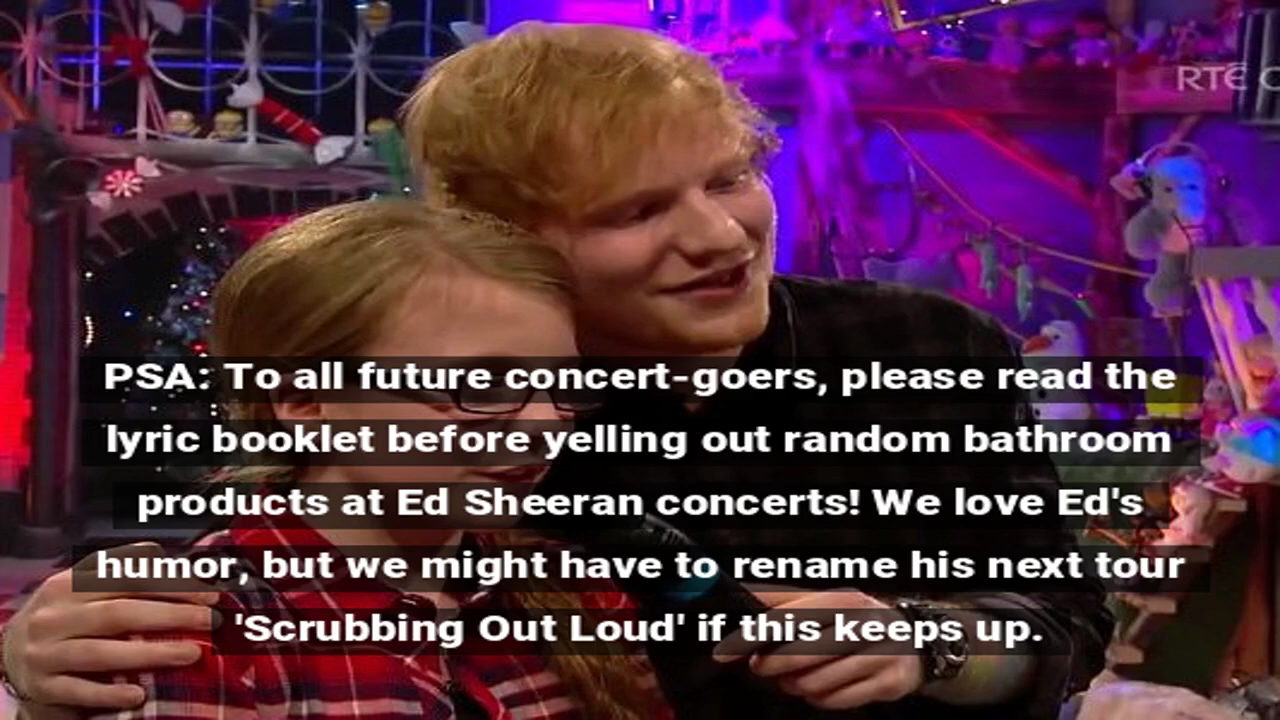 RTÉ
PSA: To all future concert-goers, please read the
lyric booklet before yelling out random bathroom
products at Ed Sheeran concerts! We love Ed's
humor, but we might have to rename his next tour
'Scrubbing Out Loud' if this keeps up.